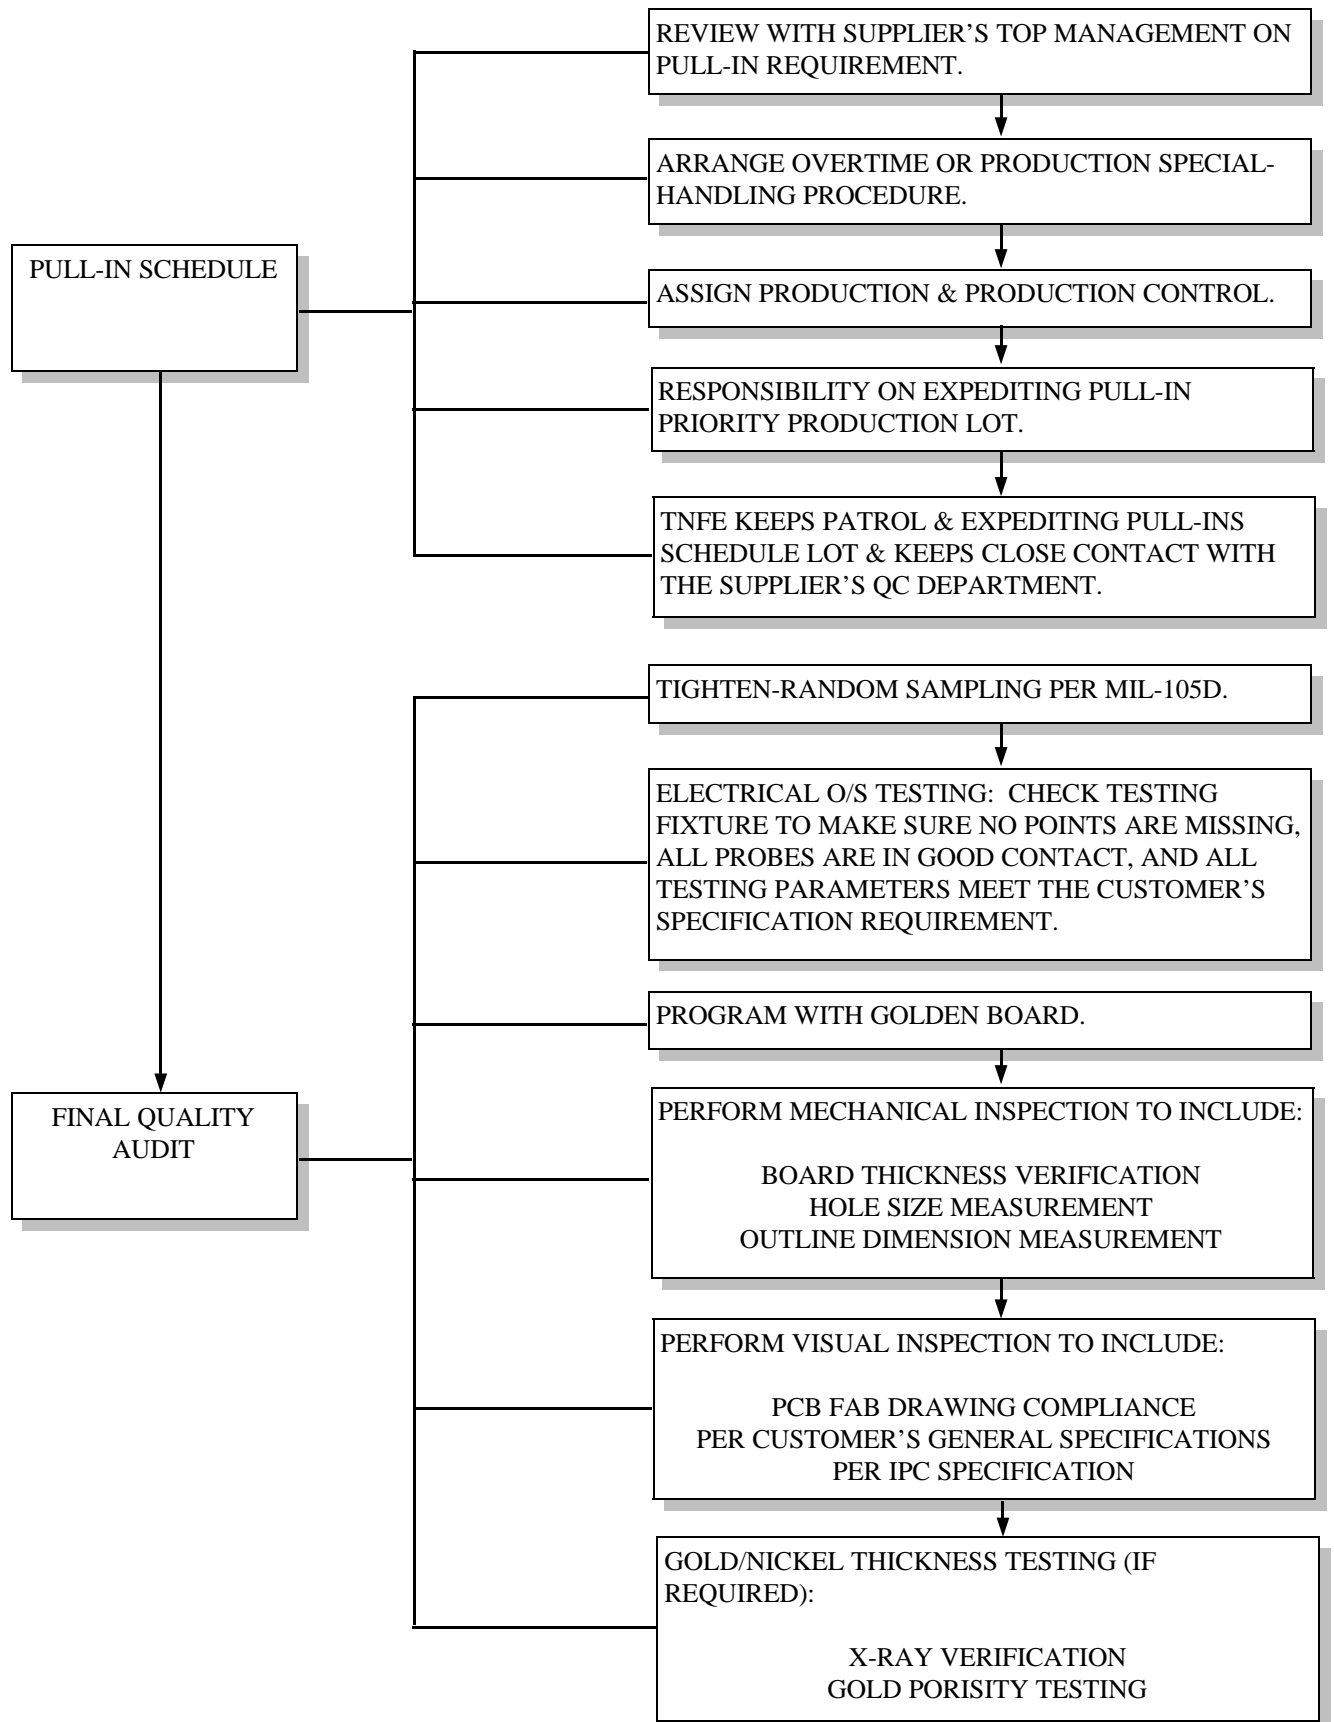 REVIEW WITH SUPPLIER’S TOP MANAGEMENT ON
PULL-IN REQUIREMENT.
ARRANGE OVERTIME OR PRODUCTION SPECIAL-
HANDLING PROCEDURE.
PULL-IN SCHEDULE
ASSIGN PRODUCTION & PRODUCTION CONTROL.
RESPONSIBILITY ON EXPEDITING PULL-IN
PRIORITY PRODUCTION LOT.
TNFE KEEPS PATROL & EXPEDITING PULL-INS
SCHEDULE LOT & KEEPS CLOSE CONTACT WITH
THE SUPPLIER’S QC DEPARTMENT.
TIGHTEN-RANDOM SAMPLING PER MIL-105D.
ELECTRICAL O/S TESTING:  CHECK TESTING
FIXTURE TO MAKE SURE NO POINTS ARE MISSING,
ALL PROBES ARE IN GOOD CONTACT, AND ALL
TESTING PARAMETERS MEET THE CUSTOMER’S
SPECIFICATION REQUIREMENT.
PROGRAM WITH GOLDEN BOARD.
FINAL QUALITY
AUDIT
PERFORM MECHANICAL INSPECTION TO INCLUDE:
BOARD THICKNESS VERIFICATION
HOLE SIZE MEASUREMENT
OUTLINE DIMENSION MEASUREMENT
PERFORM VISUAL INSPECTION TO INCLUDE:
PCB FAB DRAWING COMPLIANCE
PER CUSTOMER’S GENERAL SPECIFICATIONS
PER IPC SPECIFICATION
GOLD/NICKEL THICKNESS TESTING (IF
REQUIRED):
X-RAY VERIFICATION
GOLD PORISITY TESTING